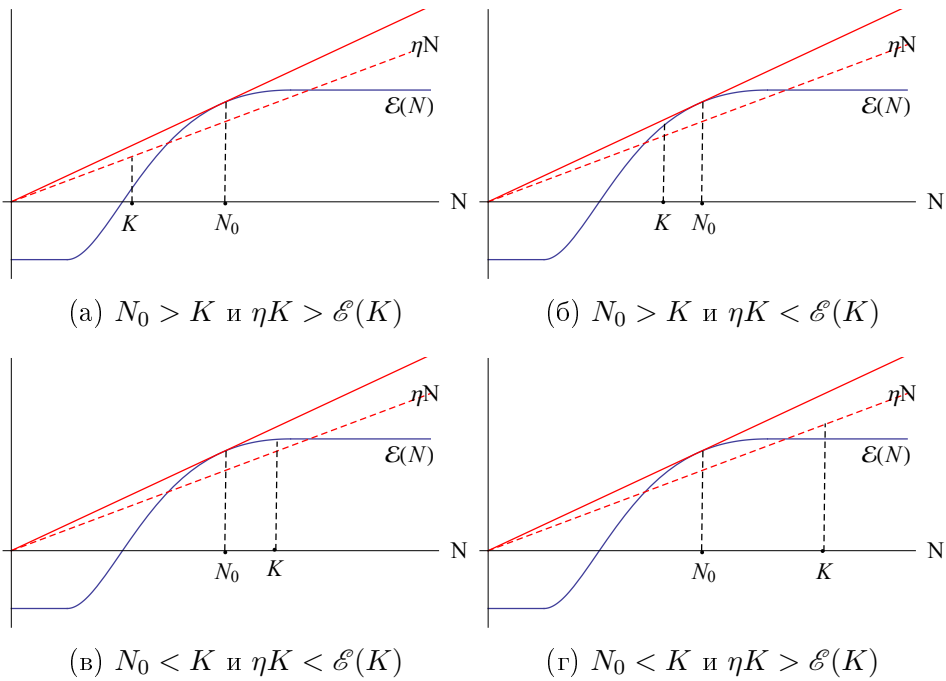 ηN
ℰ(N)
N
K
N₀
(а) N₀ > K и ηK > ℰ(K)
ηN
ℰ(N)
N
K
N₀
(б) N₀ > K и ηK < ℰ(K)
ηN
ℰ(N)
N
N₀
K
(в) N₀ < K и ηK < ℰ(K)
ηN
ℰ(N)
N
N₀
K
(г) N₀ < K и ηK > ℰ(K)